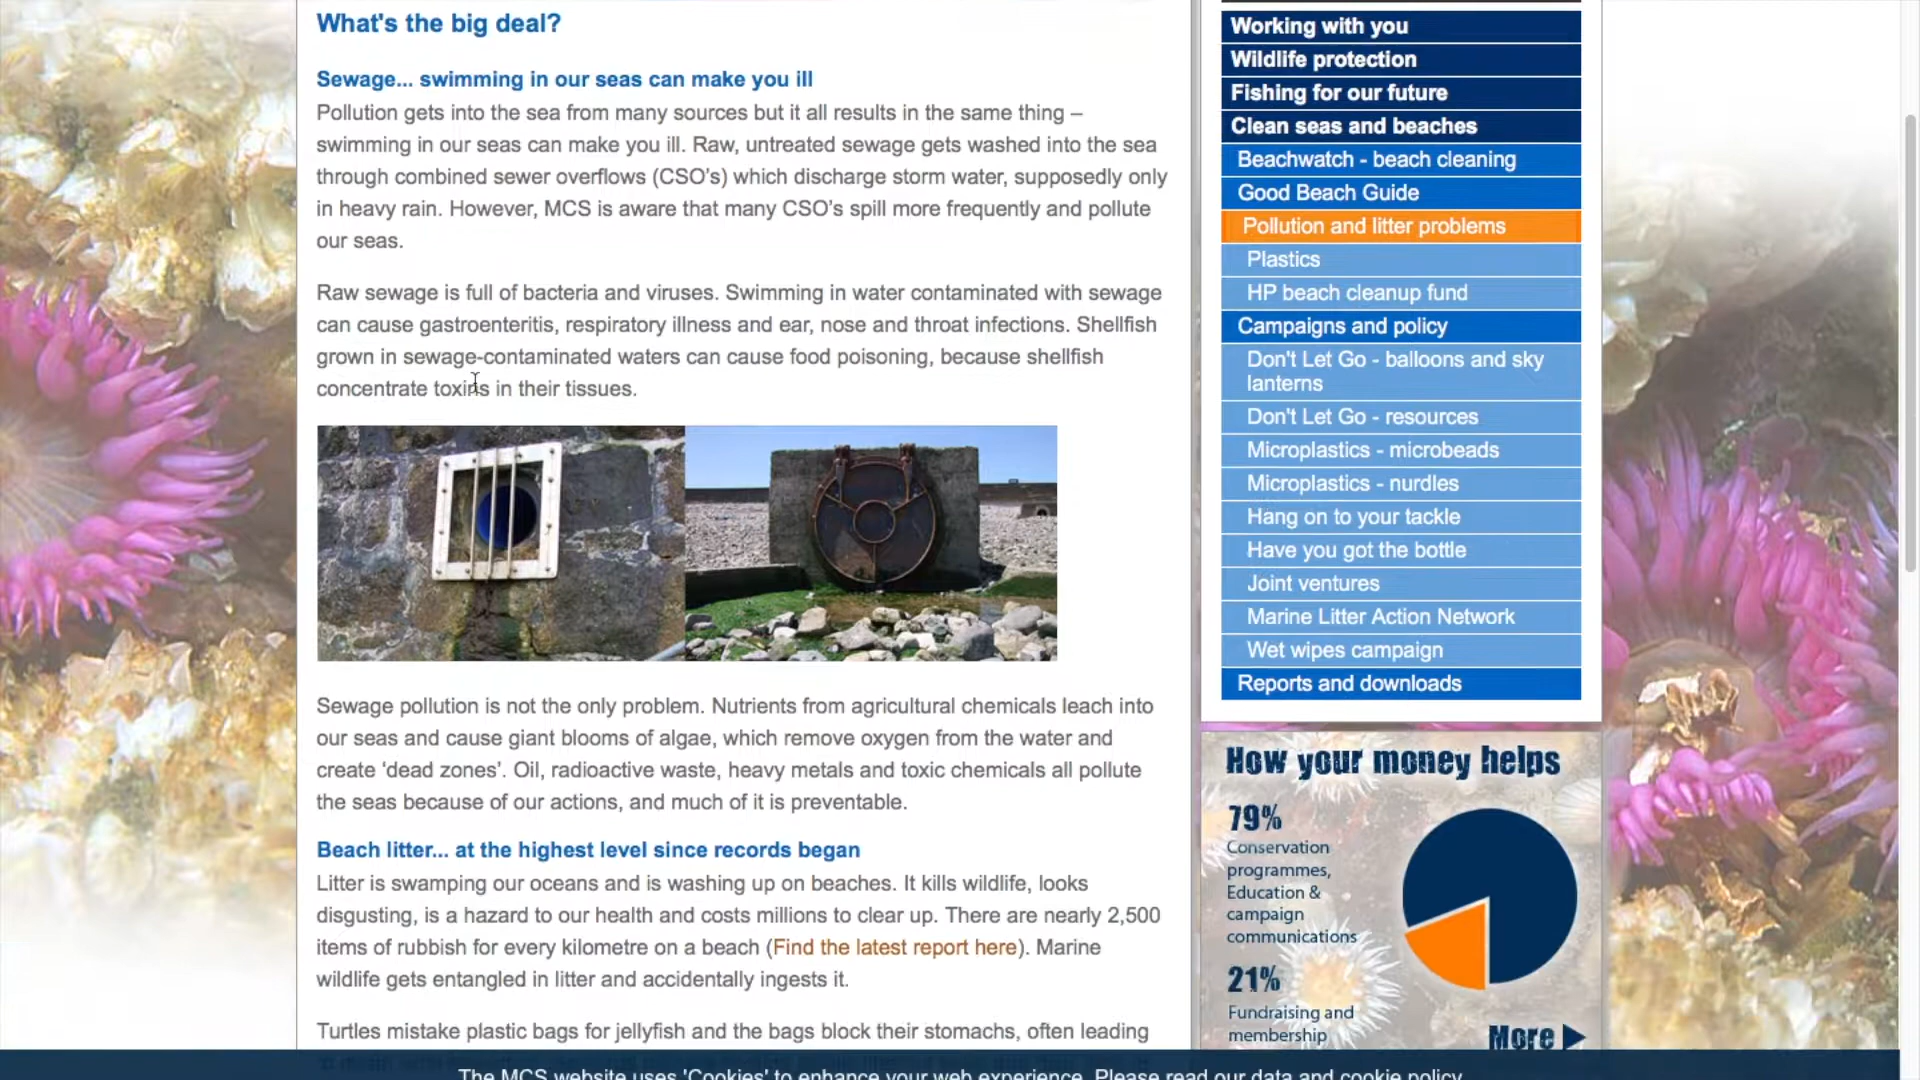 What's the big deal?
Sewage... swimming in our seas can make you ill
Pollution gets into the sea from many sources but it all results in the same thing –
swimming in our seas can make you ill. Raw, untreated sewage gets washed into the sea
through combined sewer overflows (CSO's) which discharge storm water, supposedly only
in heavy rain. However, MCS is aware that many CSO's spill more frequently and pollute
our seas.
Raw sewage is full of bacteria and viruses. Swimming in water contaminated with sewage
can cause gastroenteritis, respiratory illness and ear, nose and throat infections. Shellfish
grown in sewage-contaminated waters can cause food poisoning, because shellfish
concentrate toxins in their tissues.
Sewage pollution is not the only problem. Nutrients from agricultural chemicals leach into
our seas and cause giant blooms of algae, which remove oxygen from the water and
create ‘dead zones’. Oil, radioactive waste, heavy metals and toxic chemicals all pollute
the seas because of our actions, and much of it is preventable.
Beach litter... at the highest level since records began
Litter is swamping our oceans and is washing up on beaches. It kills wildlife, looks
disgusting, is a hazard to our health and costs millions to clear up. There are nearly 2,500
items of rubbish for every kilometre on a beach (Find the latest report here). Marine
wildlife gets entangled in litter and accidentally ingests it.
Turtles mistake plastic bags for jellyfish and the bags block their stomachs, often leading
Working with you
Wildlife protection
Fishing for our future
Clean seas and beaches
Beachwatch - beach cleaning
Good Beach Guide
Pollution and litter problems
Plastics
HP beach cleanup fund
Campaigns and policy
Don't Let Go - balloons and sky
lanterns
Don't Let Go - resources
Microplastics - microbeads
Microplastics - nurdles
Hang on to your tackle
Have you got the bottle
Joint ventures
Marine Litter Action Network
Wet wipes campaign
Reports and downloads
How your money helps
79%
Conservation
programmes,
Education &
campaign
communications
21%
Fundraising and
membership
More
The MCS website uses 'Cookies' to enhance your web experience. Please read our data and cookie policy